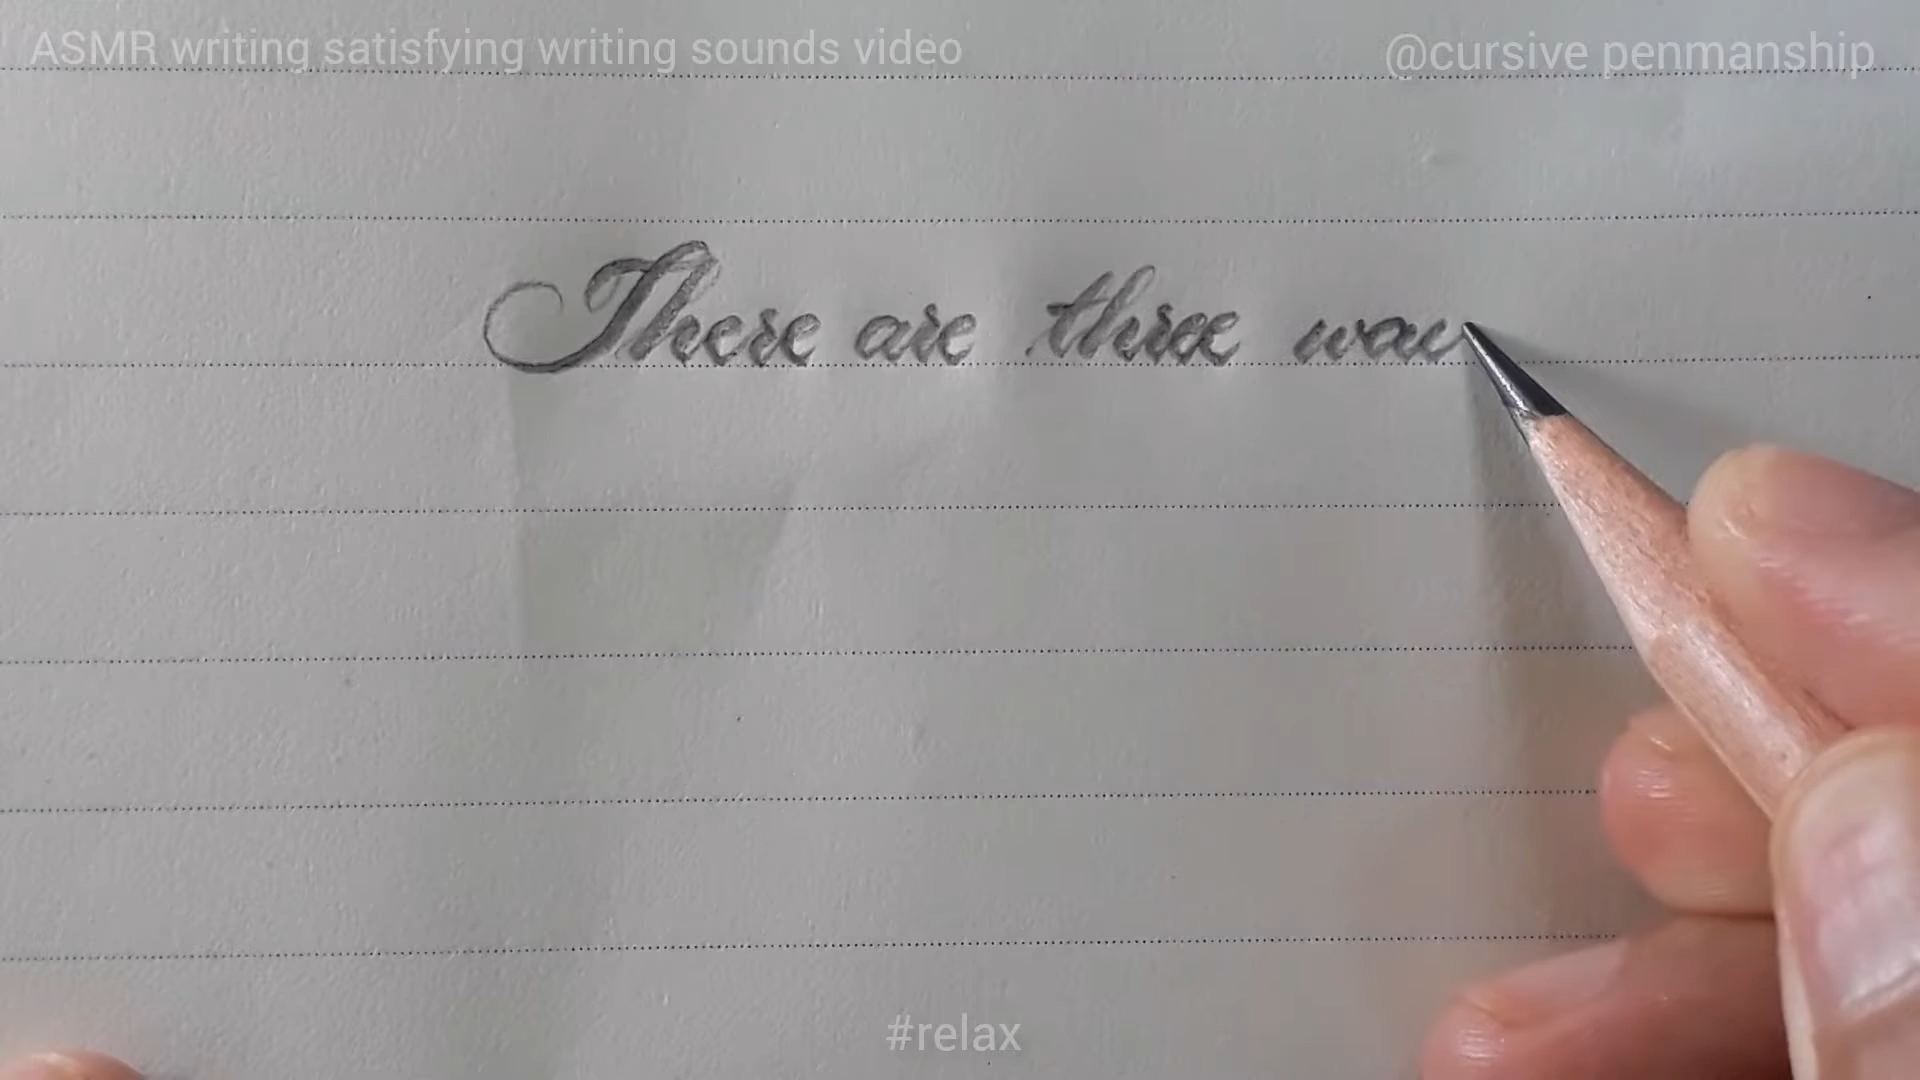 ASMR writing satisfying writing sounds video
@cursive penmanship
There are three wa
#relax